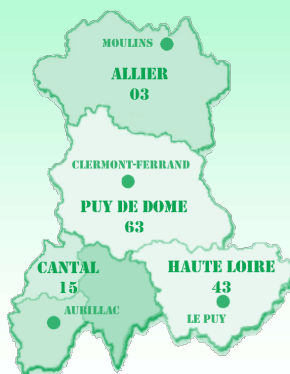 MOULINS
ALLIER
03
CLERMONT-FERRAND
PUY DE DOME
63
CANTAL
15
AURILLAC
HAUTE LOIRE
43
LE PUY